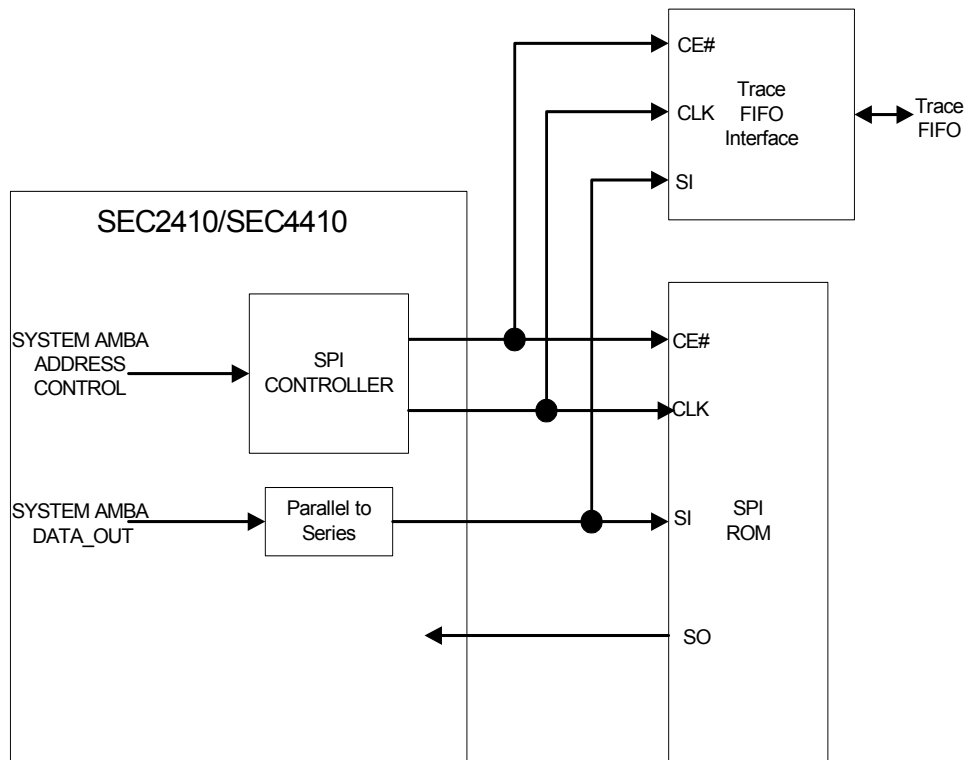 CE#
Trace
FIFO
Interface
CLK
SI
Trace
FIFO
SEC2410/SEC4410
SYSTEM AMBA
ADDRESS
CONTROL
SPI
CONTROLLER
CE#
CLK
SYSTEM AMBA
DATA_OUT
Parallel to
Series
SI
SPI
ROM
SO